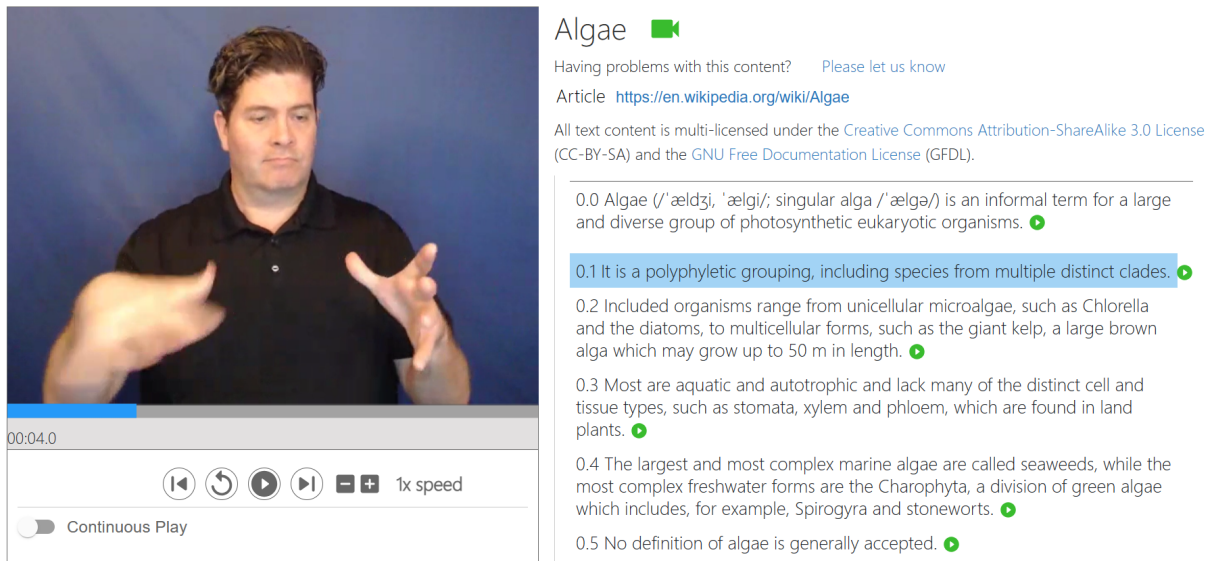 Algae
Having problems with this content? Please let us know
Article https://en.wikipedia.org/wiki/Algae
All text content is multi-licensed under the Creative Commons Attribution-ShareAlike 3.0 License
(CC-BY-SA) and the GNU Free Documentation License (GFDL).
0.0 Algae (/ˈældʒi, ˈælgi/; singular alga /ˈælgə/) is an informal term for a large
and diverse group of photosynthetic eukaryotic organisms.
0.1 It is a polyphyletic grouping, including species from multiple distinct clades.
0.2 Included organisms range from unicellular microalgae, such as Chlorella
and the diatoms, to multicellular forms, such as the giant kelp, a large brown
alga which may grow up to 50 m in length.
0.3 Most are aquatic and autotrophic and lack many of the distinct cell and
tissue types, such as stomata, xylem and phloem, which are found in land
plants.
0.4 The largest and most complex marine algae are called seaweeds, while the
most complex freshwater forms are the Charophyta, a division of green algae
which includes, for example, Spirogyra and stoneworts.
0.5 No definition of algae is generally accepted.
00:04.0
1x speed
Continuous Play